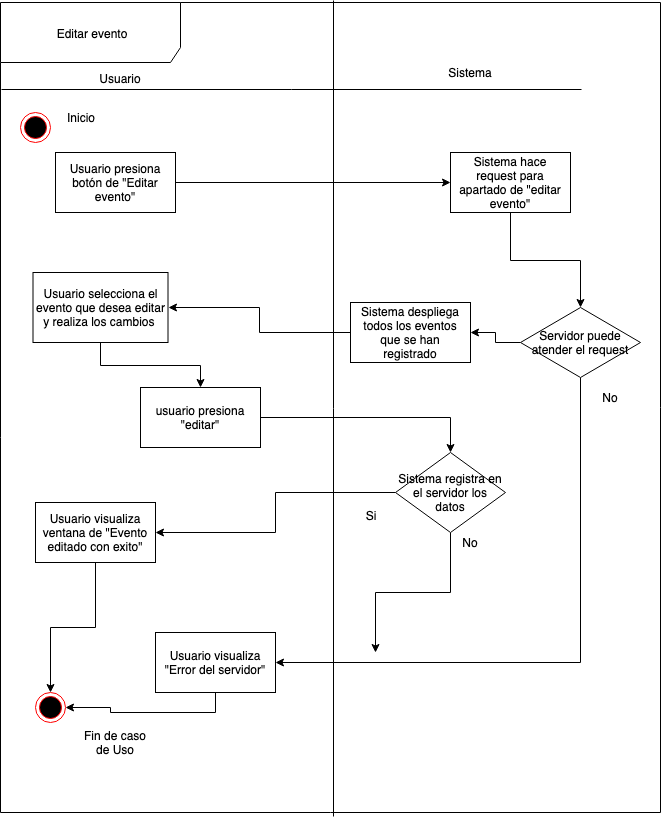 Editar evento
Usuario
Sistema
Inicio
Usuario presiona
botón de "Editar
evento"
Sistema hace
request para
apartado de "editar
evento"
Usuario selecciona el
evento que desea editar
y realiza los cambios
Sistema despliega
todos los eventos
que se han
registrado
Servidor puede
atender el request
No
usuario presiona
"editar"
Sistema registra en
el servidor los
datos
Si
No
Usuario visualiza
ventana de "Evento
editado con exito"
Usuario visualiza
"Error del servidor"
Fin de caso
de Uso